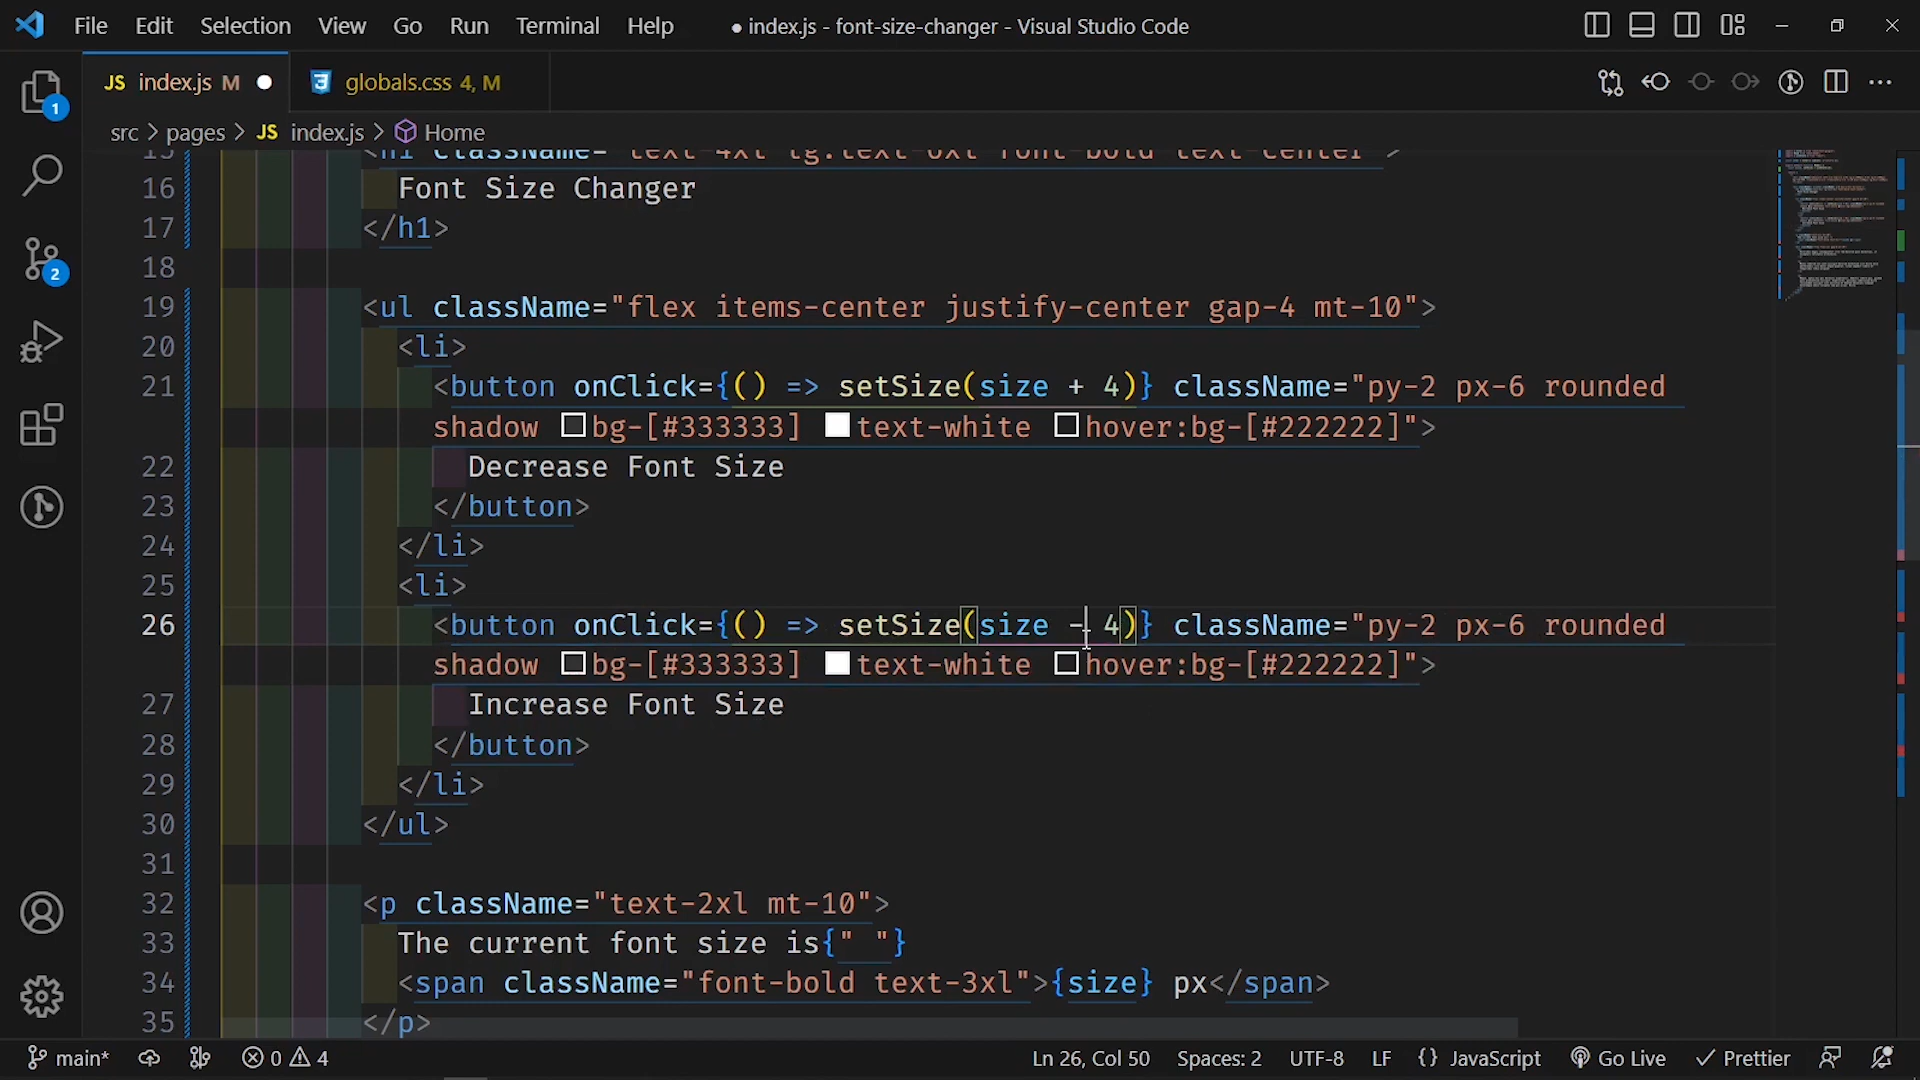 File Edit Selection View Go Run Terminal Help ● index.js - font-size-changer - Visual Studio Code
JS index.js M ● globals.css 4, M
1
src > pages > JS index.js > Home
16 Font Size Changer
17 </h1>
18
2
19 <ul className="flex items-center justify-center gap-4 mt-10">
20 <li>
21 <button onClick={() => setSize(size + 4)} className="py-2 px-6 rounded
shadow bg-[#333333] text-white hover:bg-[#222222]">
22 Decrease Font Size
23 </button>
24 </li>
25 <li>
26 <button onClick={() => setSize(size - 4)} className="py-2 px-6 rounded
shadow bg-[#333333] text-white hover:bg-[#222222]">
27 Increase Font Size
28 </button>
29 </li>
30 </ul>
31
32 <p className="text-2xl mt-10">
33 The current font size is{" "}
34 <span className="font-bold text-3xl">{size} px</span>
35 </p>
main* 0 4 Ln 26, Col 50 Spaces: 2 UTF-8 LF {} JavaScript Go Live Prettier